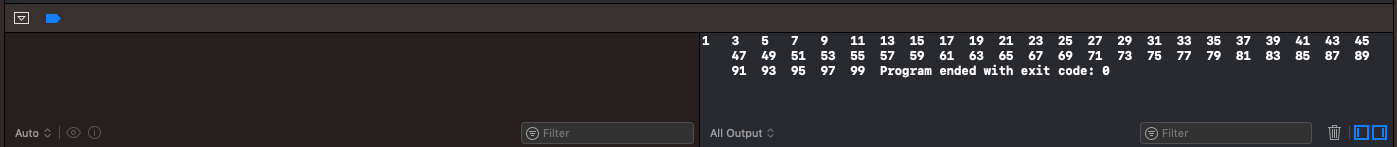 1 3 5 7 9 11 13 15 17 19 21 23 25 27 29 31 33 35 37 39 41 43 45
47 49 51 53 55 57 59 61 63 65 67 69 71 73 75 77 79 81 83 85 87 89
91 93 95 97 99 Program ended with exit code: 0
Auto
Filter
All Output
Filter